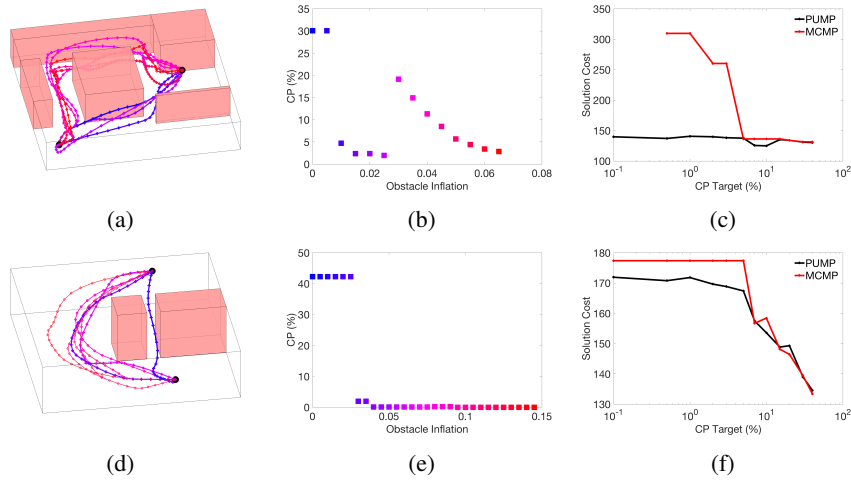 35
30
25
20
15
10
5
0
CP (%)
0
0.02
0.04
0.06
0.08
Obstacle Inflation
350
300
250
200
150
100
Solution Cost
PUMP
MCMP
10^-1
10^0
10^1
10^2
CP Target (%)
(a)
(b)
(c)
50
40
30
20
10
0
CP (%)
0
0.05
0.1
0.15
Obstacle Inflation
180
170
160
150
140
130
Solution Cost
PUMP
MCMP
10^-1
10^0
10^1
10^2
CP Target (%)
(d)
(e)
(f)